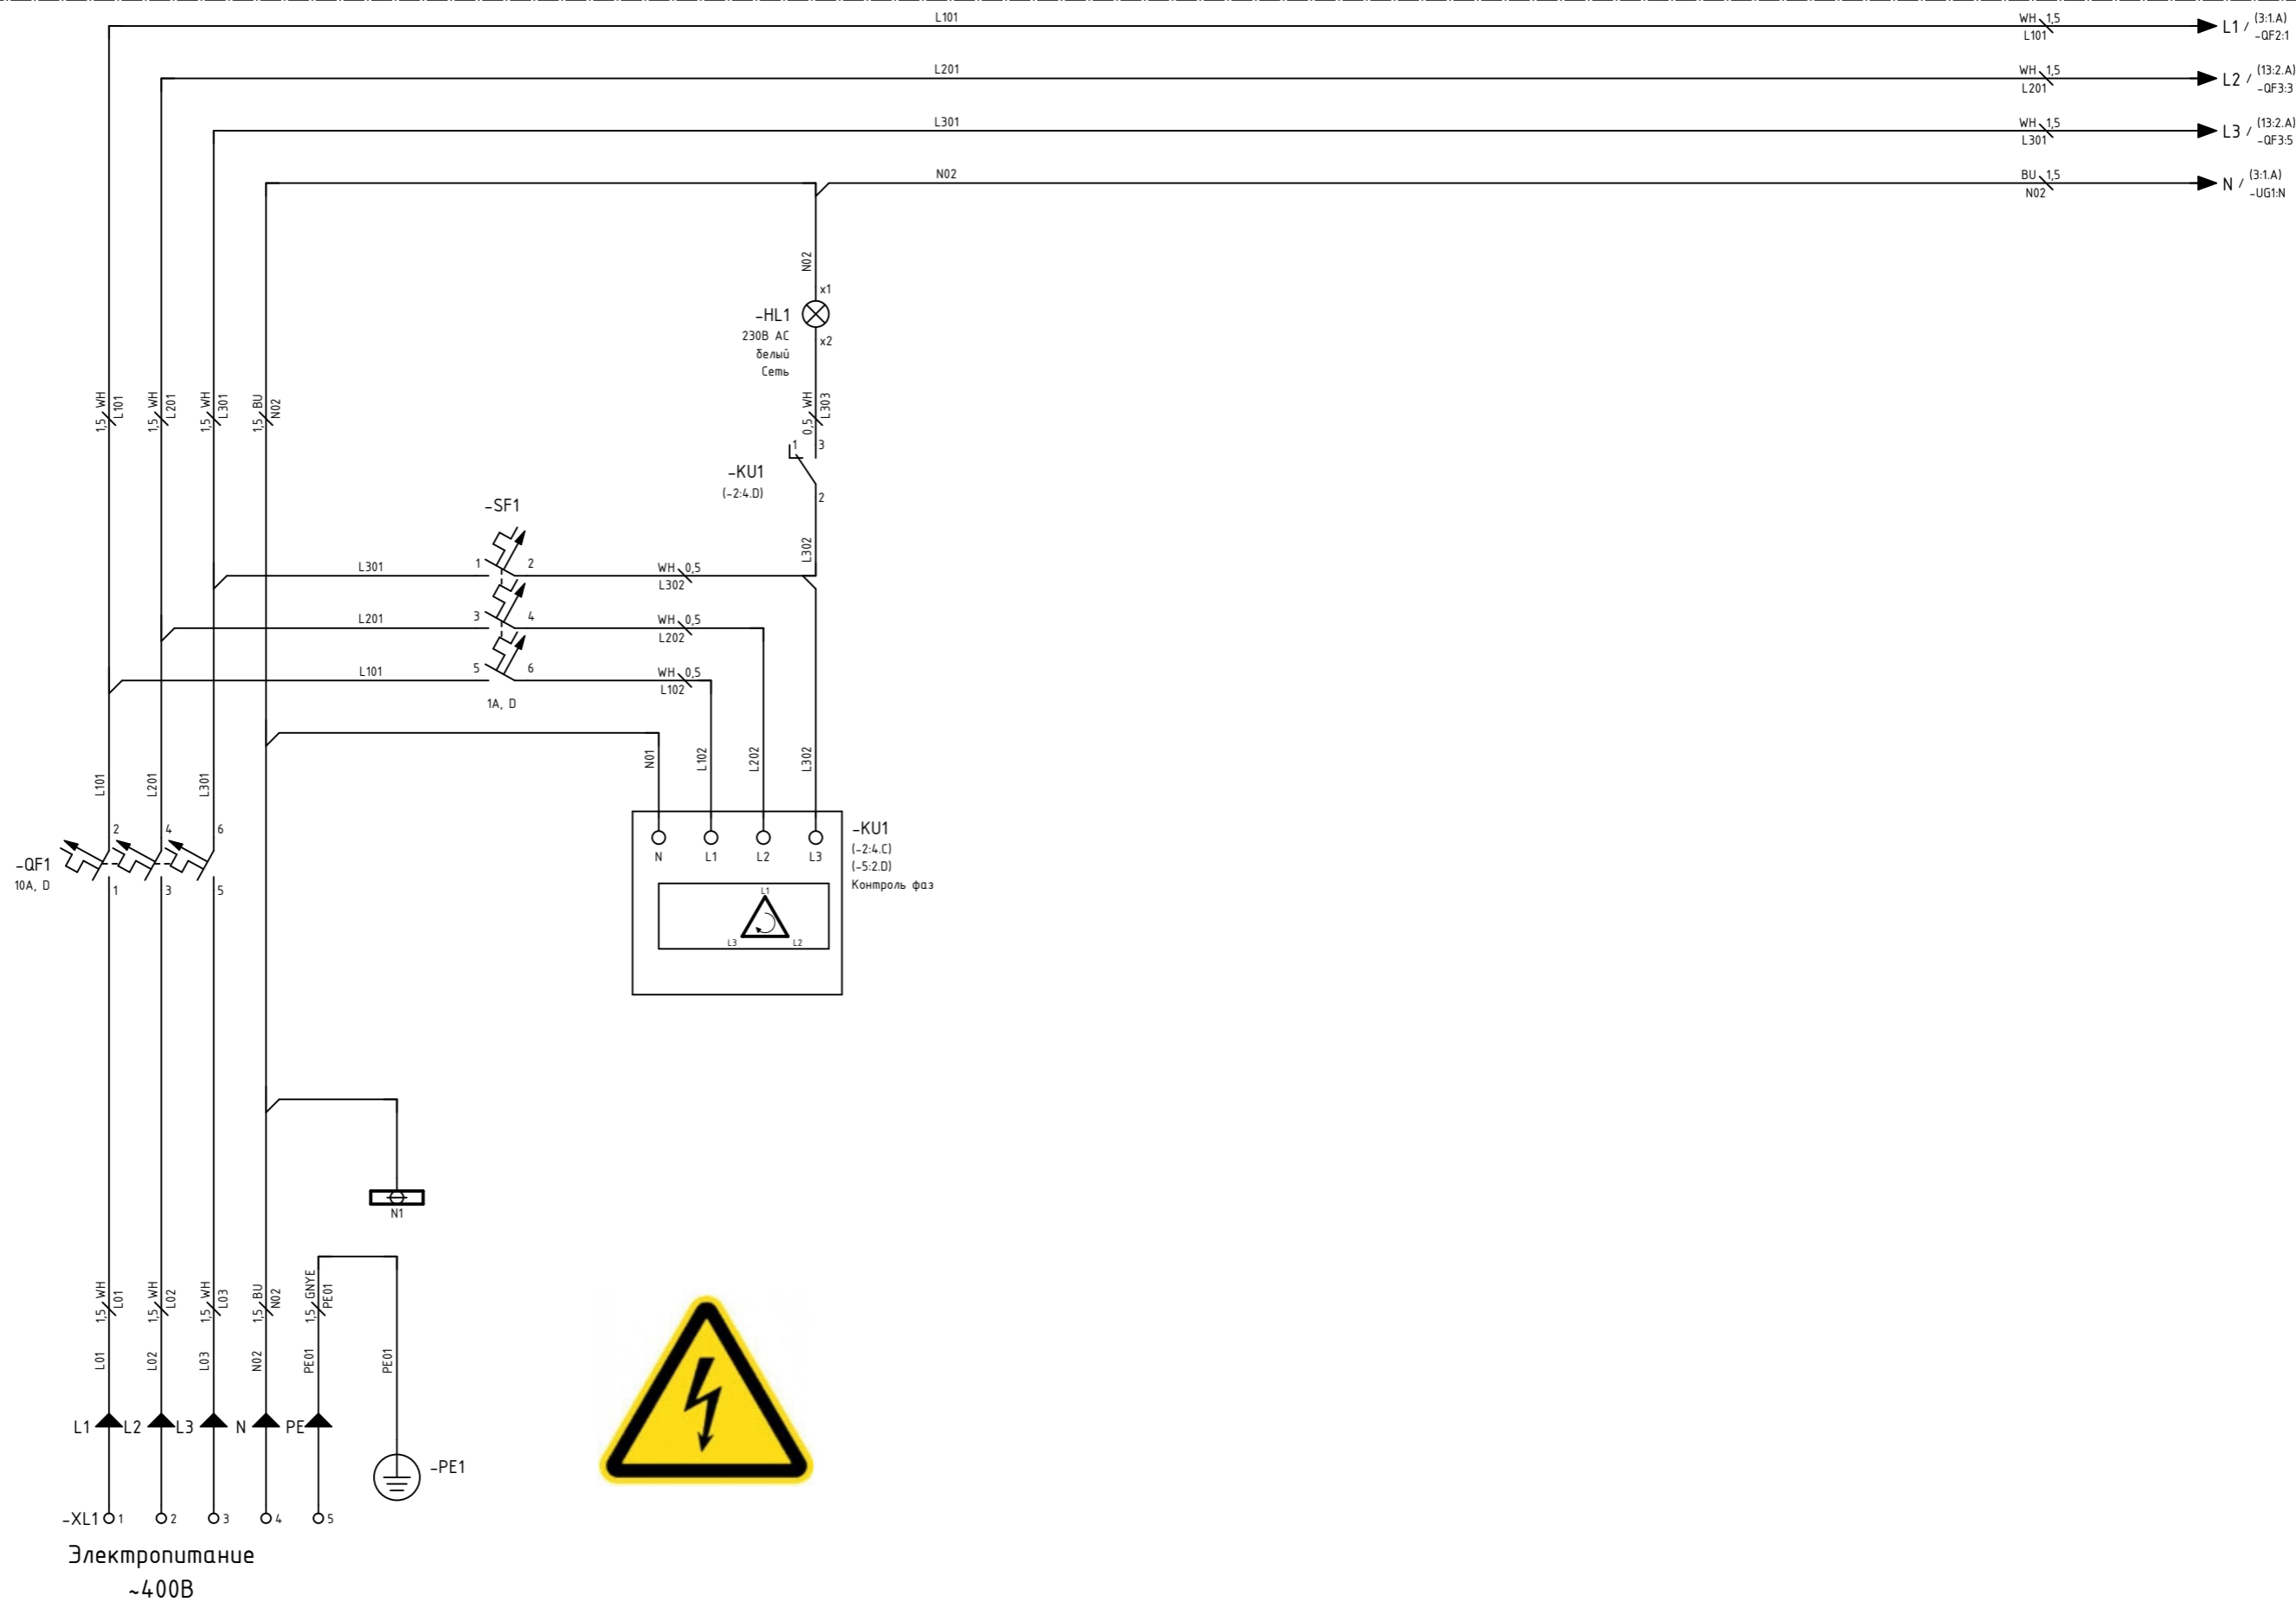 L101
WH 1,5
L101
L1 / (3:1.A)
-QF2:1
L201
WH 1,5
L201
L2 / (13:2.A)
-QF3:3
L301
WH 1,5
L301
L3 / (13:2.A)
-QF3:5
N02
BU 1,5
N02
N / (3:1.A)
-UG1:N
N02
x1
-HL1
230В AC
x2
белый
Сеть
1,5 WH
L101
1,5 WH
L201
1,5 WH
L301
1,5 BU
N02
0,5 WH
L303
1 3
-KU1
(-2:4.D)
2
-SF1
L302
L301
1 2
WH 0,5
L302
L201
3 4
WH 0,5
L202
L101
5 6
WH 0,5
L102
1A, D
L101
L201
L301
N01
L102
L202
L302
2 4 6
-QF1
10A, D
1 3 5
N L1 L2 L3
-KU1
(-2:4.C)
(-5:2.D)
Контроль фаз
L1
L3 L2
N1
1,5 WH
L01
1,5 WH
L02
1,5 WH
L03
1,5 BU
N02
1,5 GNYE
PE01
L01
L02
L03
N02
PE01
PE01
L1 L2 L3 N PE
-PE1
-XL1 1 2 3 4 5
Электропитание
~400В